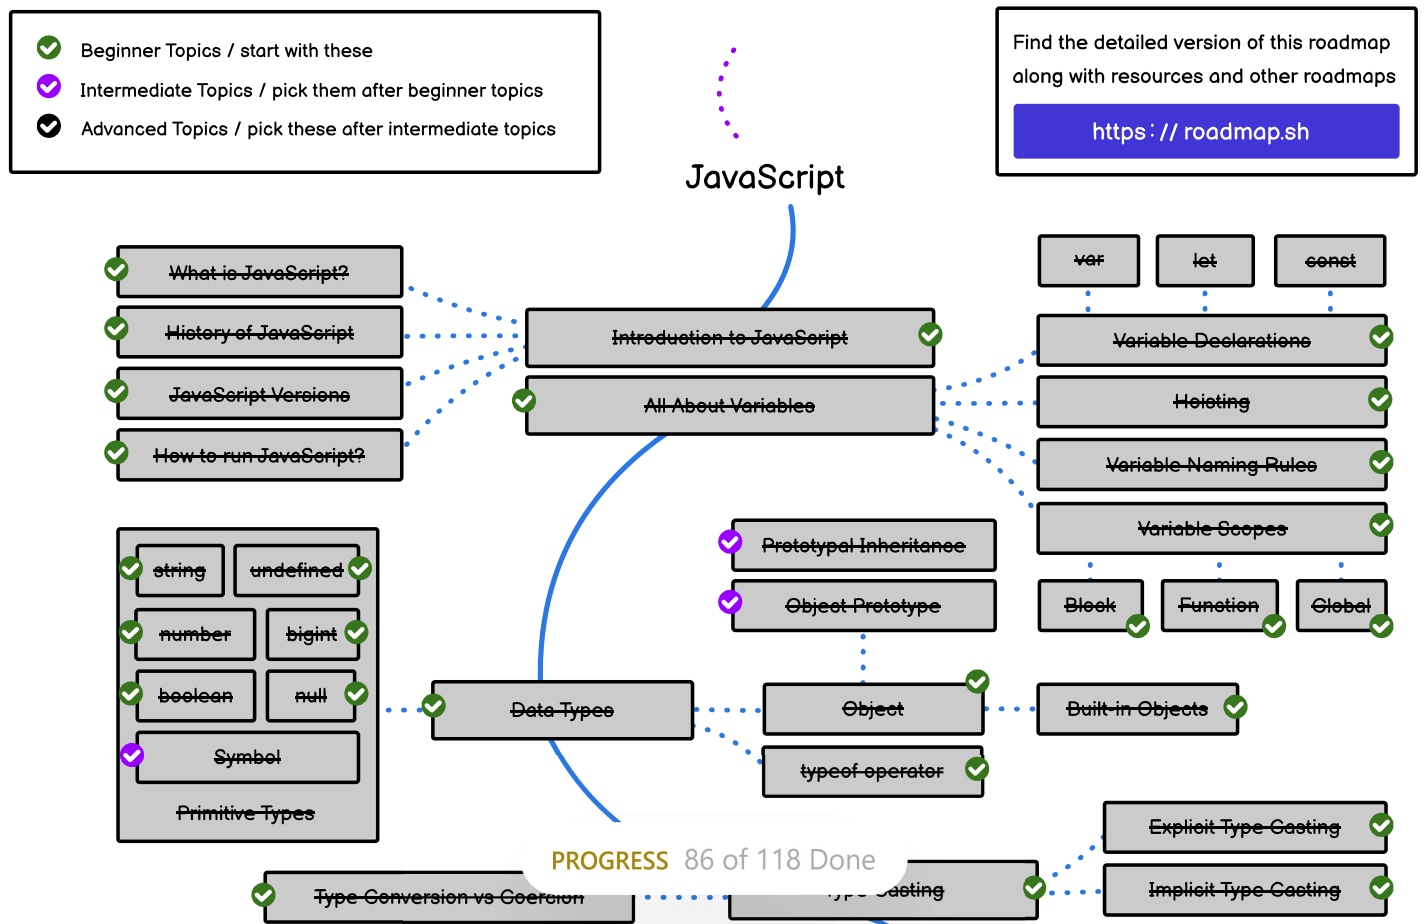 Beginner Topics / start with these
Intermediate Topics / pick them after beginner topics
Advanced Topics / pick these after intermediate topics
Find the detailed version of this roadmap
along with resources and other roadmaps
https://roadmap.sh
JavaScript
What is JavaScript?
History of JavaScript
JavaScript Versions
How to run JavaScript?
Introduction to JavaScript
All About Variables
var
let
const
Variable Declarations
Hoisting
Variable Naming Rules
Variable Scopes
Block
Function
Global
string
undefined
number
bigint
boolean
null
Symbol
Primitive Types
Data Types
Prototypal Inheritance
Object Prototype
Object
Built-in Objects
typeof operator
Explicit Type Casting
Implicit Type Casting
Type Casting
Type Conversion vs Coercion
PROGRESS 86 of 118 Done